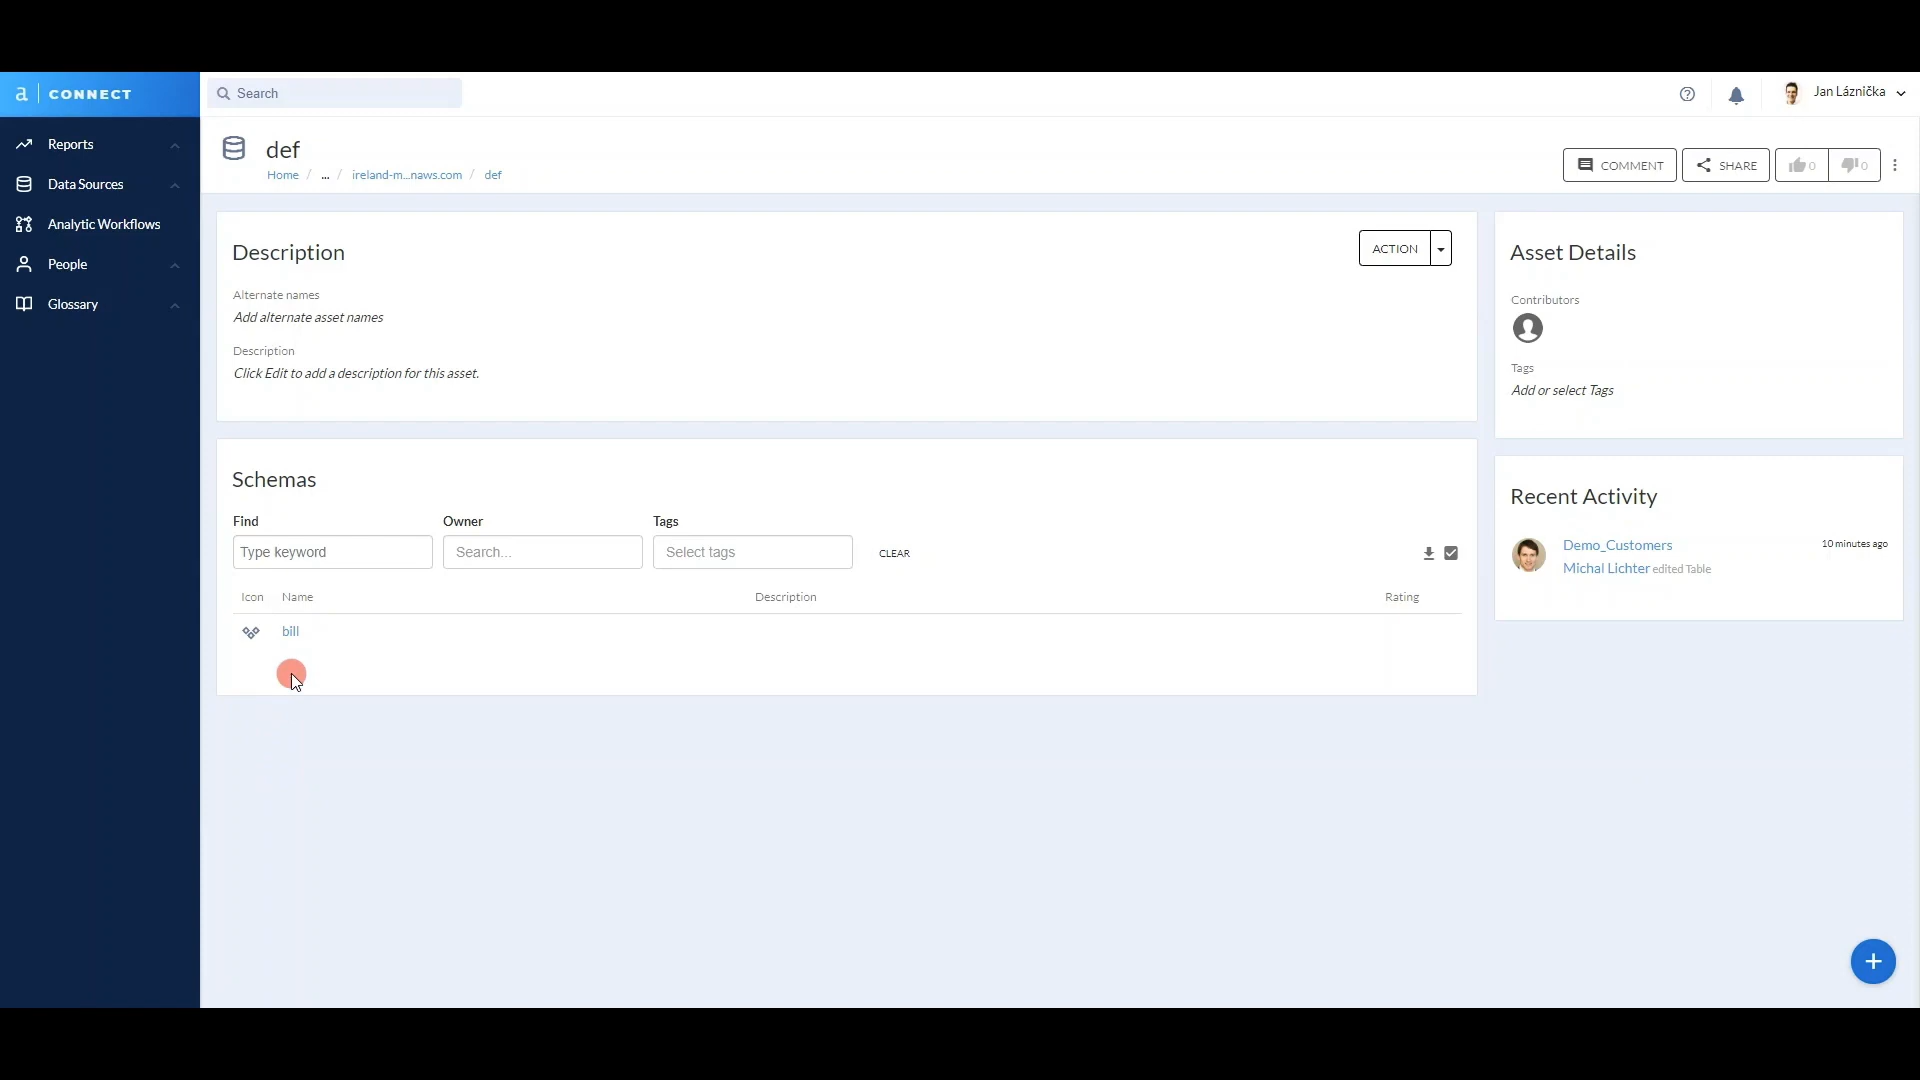 a | CONNECT
Search
Jan Láznička
Reports
Data Sources
Analytic Workflows
People
Glossary
def
Home / ... / ireland-m...naws.com / def
COMMENT
SHARE
0
0
Description
ACTION
Alternate names
Add alternate asset names
Description
Click Edit to add a description for this asset.
Asset Details
Contributors
Tags
Add or select Tags
Schemas
Find Owner Tags
Type keyword Search... Select tags CLEAR
Icon Name Description Rating
bill
Recent Activity
Demo_Customers 10 minutes ago
Michal Lichter edited Table